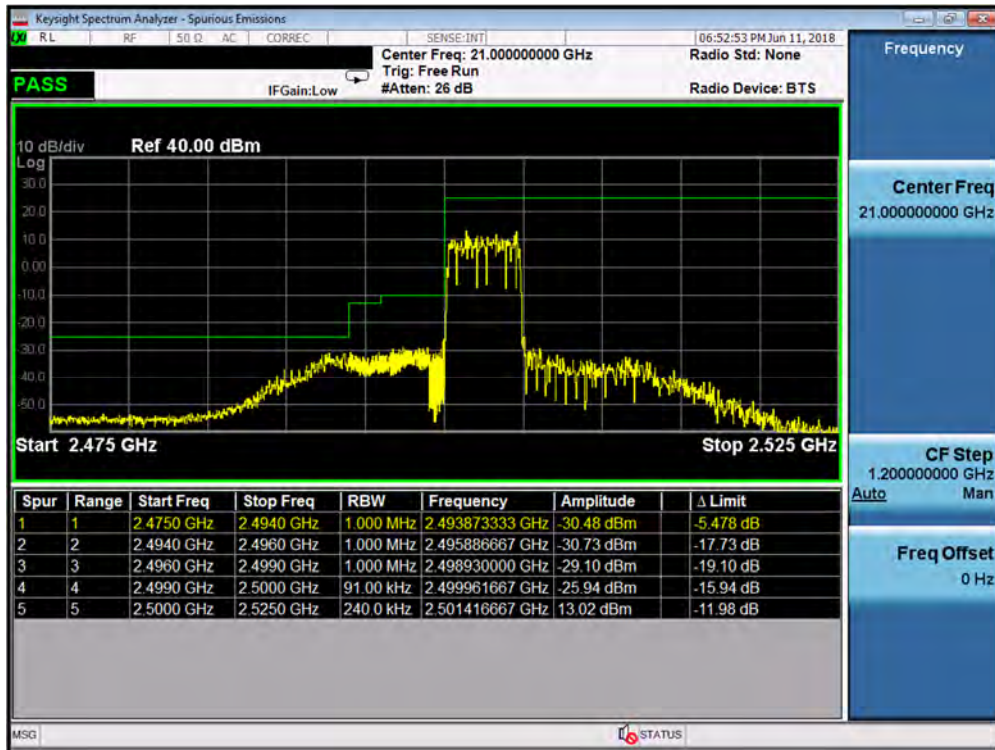 Keysight Spectrum Analyzer - Spurious Emissions
LXI RL RF 50 Ω AC CORREC SENSE:INT 06:52:53 PM Jun 11, 2018
Center Freq: 21.000000000 GHz Radio Std: None
Trig: Free Run
PASS IFGain:Low #Atten: 26 dB Radio Device: BTS
Frequency
10 dB/div Ref 40.00 dBm
Log
30.0
20.0
10.0
0.00
-10.0
-20.0
-30.0
-40.0
-50.0
Start 2.475 GHz Stop 2.525 GHz
Center Freq
21.000000000 GHz
CF Step
1.200000000 GHz
Auto Man
Freq Offset
0 Hz
Spur Range Start Freq Stop Freq RBW Frequency Amplitude Δ Limit
1 1 2.4750 GHz 2.4940 GHz 1.000 MHz 2.493873333 GHz -30.48 dBm -5.478 dB
2 2 2.4940 GHz 2.4960 GHz 1.000 MHz 2.495886667 GHz -30.73 dBm -17.73 dB
3 3 2.4960 GHz 2.4990 GHz 1.000 MHz 2.498930000 GHz -29.10 dBm -19.10 dB
4 4 2.4990 GHz 2.5000 GHz 91.00 kHz 2.499961667 GHz -25.94 dBm -15.94 dB
5 5 2.5000 GHz 2.5250 GHz 240.0 kHz 2.501416667 GHz 13.02 dBm -11.98 dB
MSG STATUS